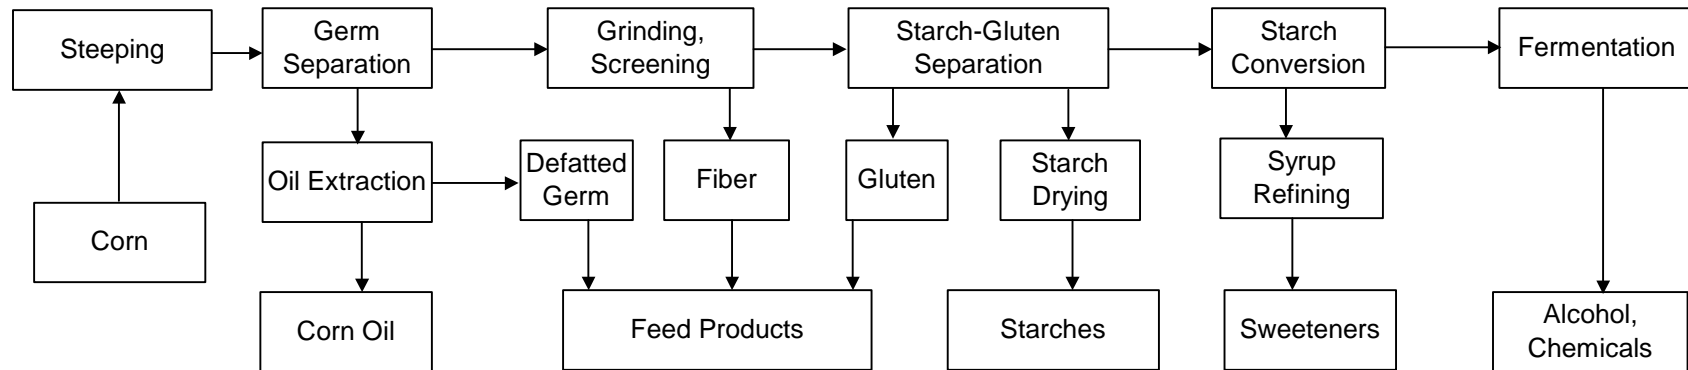 Steeping
Germ
Separation
Grinding,
Screening
Starch-Gluten
Separation
Starch
Conversion
Fermentation
Oil Extraction
Defatted
Germ
Fiber
Gluten
Starch
Drying
Syrup
Refining
Corn
Corn Oil
Feed Products
Starches
Sweeteners
Alcohol,
Chemicals